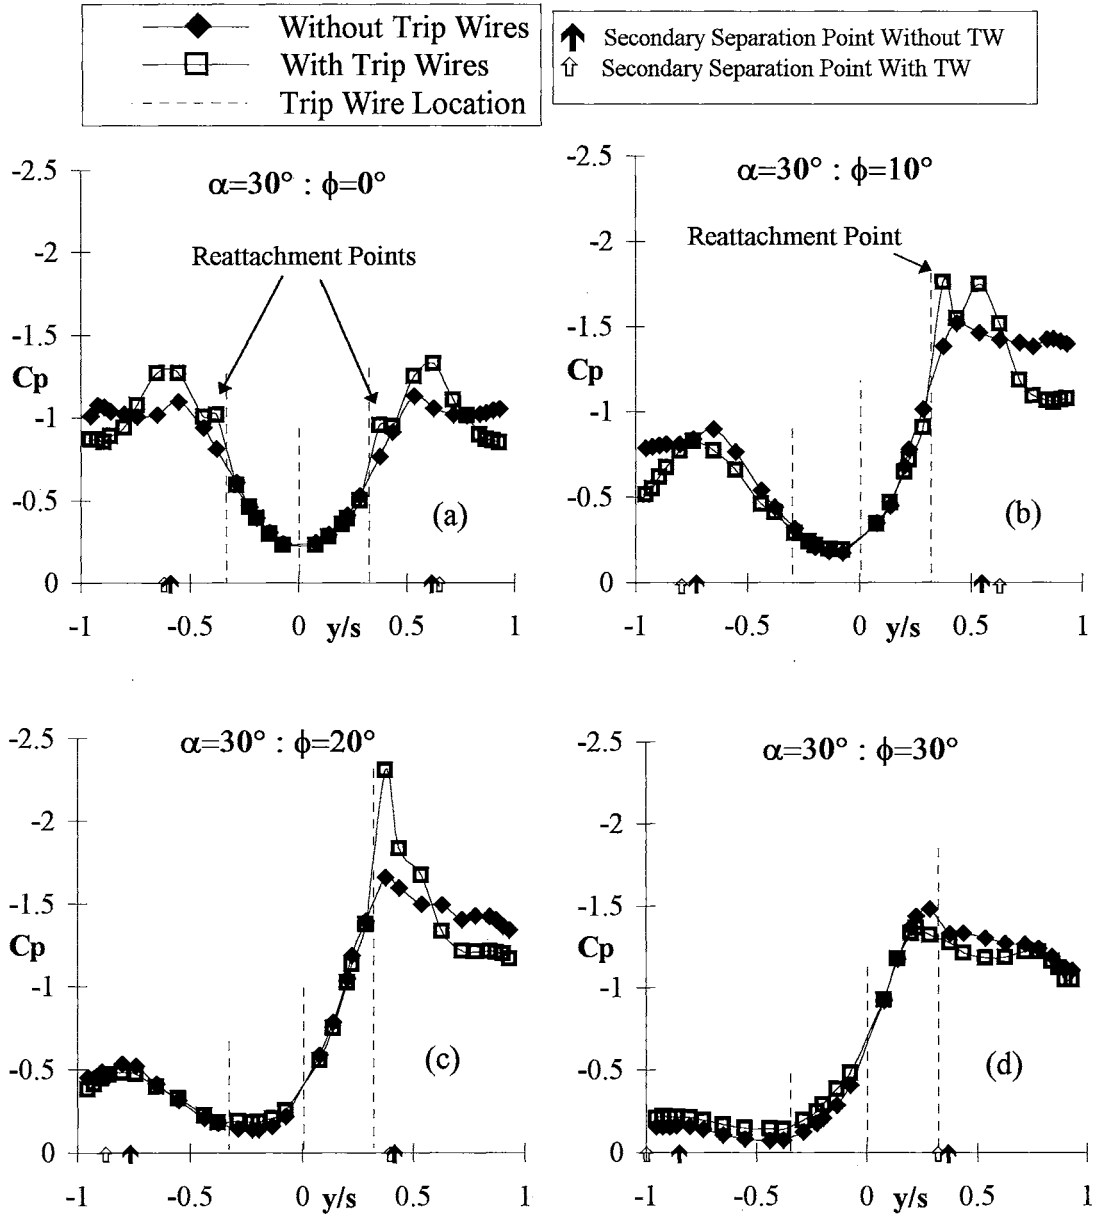 Without Trip Wires
With Trip Wires
Trip Wire Location
Secondary Separation Point Without TW
Secondary Separation Point With TW
α=30° : ϕ=0°
Reattachment Points
-2.5
-2
-1.5
Cp
-1
-0.5
0
(a)
-1
-0.5
0
y/s
0.5
1
α=30° : ϕ=10°
Reattachment Point
-2.5
-2
-1.5
Cp
-1
-0.5
0
(b)
-1
-0.5
0
y/s
0.5
1
α=30° : ϕ=20°
-2.5
-2
-1.5
Cp
-1
-0.5
0
(c)
-1
-0.5
0
y/s
0.5
1
α=30° : ϕ=30°
-2.5
-2
-1.5
Cp
-1
-0.5
0
(d)
-1
-0.5
0
y/s
0.5
1